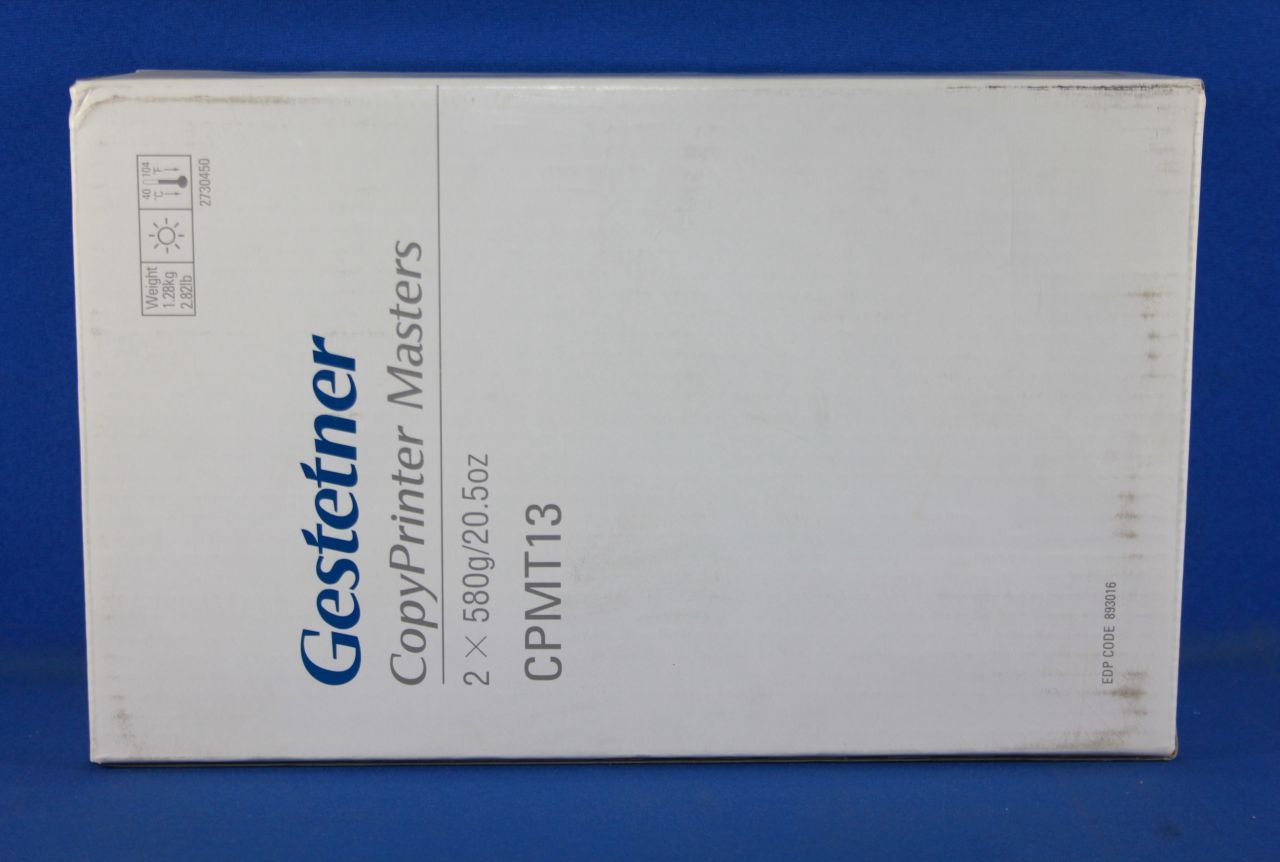 Weight
1.28kg
2.82lb
40 104
°C °F
2730450
Gestetner
CopyPrinter Masters
2 × 580g/20.5oz
CPMT13
EDP CODE 893016